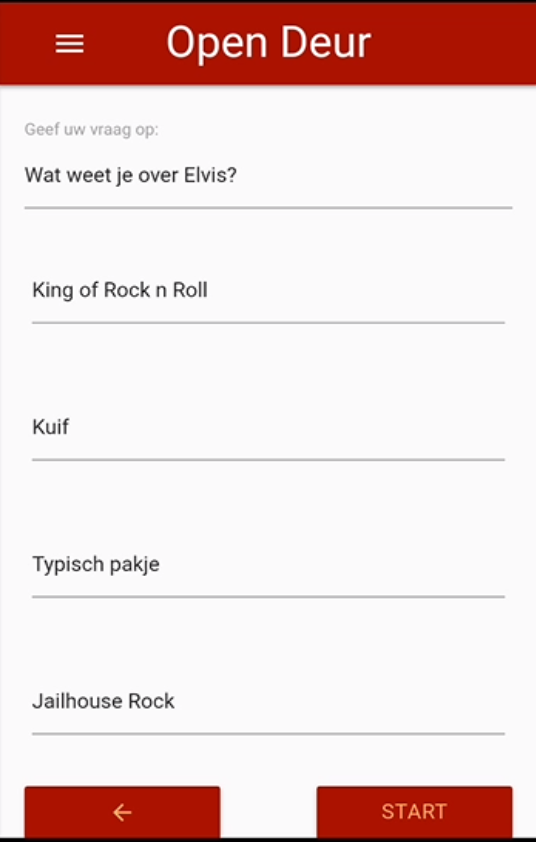 Open Deur
Geef uw vraag op:
Wat weet je over Elvis?
King of Rock n Roll
Kuif
Typisch pakje
Jailhouse Rock
START